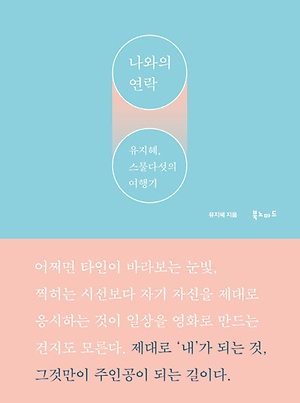 나와의
연락
유지혜,
스물다섯의
여행기
유지혜 지음
북노마드
어쩌면 타인이 바라보는 눈빛,
찍히는 시선보다 자기 자신을 제대로
응시하는 것이 일상을 영화로 만드는
건지도 모른다. 제대로 ‘내’가 되는 것,
그것만이 주인공이 되는 길이다.